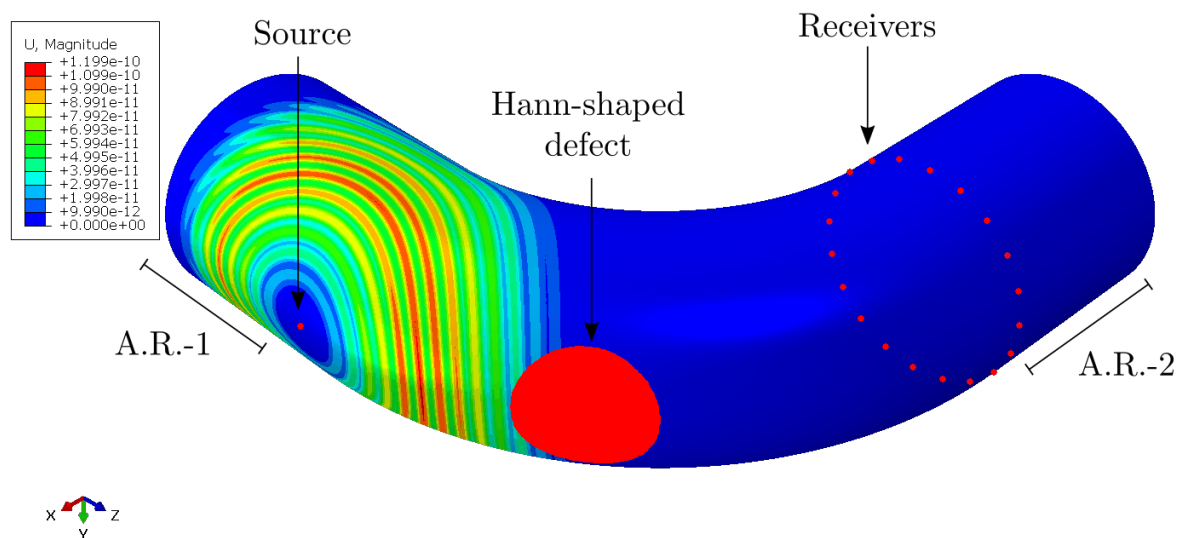 Source
Receivers
Hann-shaped
defect
U, Magnitude
+1.199e-10
+1.099e-10
+9.990e-11
+8.991e-11
+7.992e-11
+6.993e-11
+5.994e-11
+4.995e-11
+3.996e-11
+2.997e-11
+1.998e-11
+9.990e-12
+0.000e+00
A.R.-1
A.R.-2
X
Y
Z